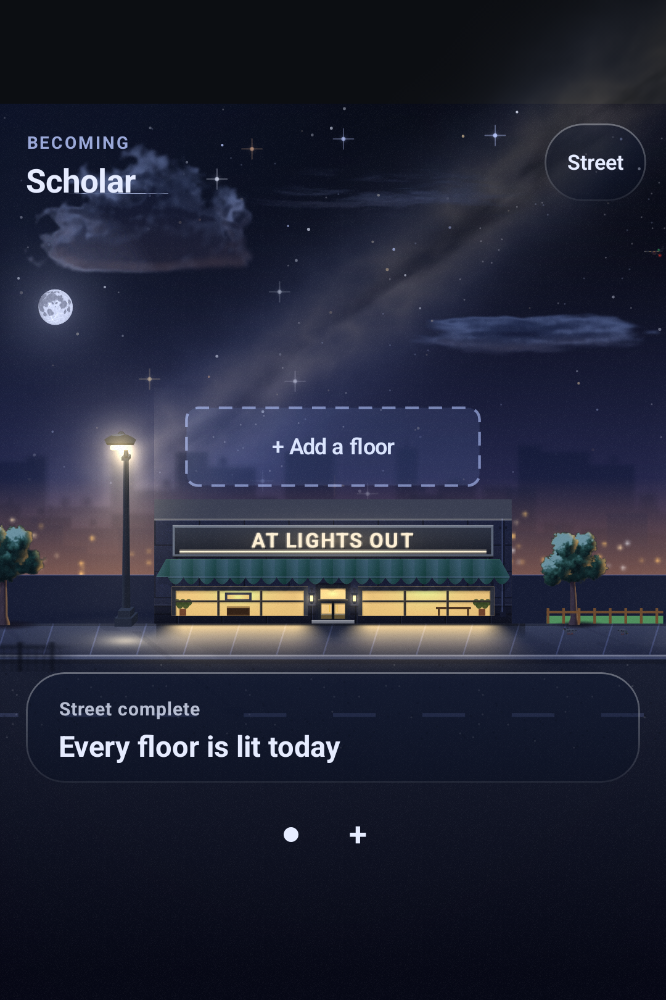 BECOMING
Scholar
Street
+ Add a floor
AT LIGHTS OUT
Street complete
Every floor is lit today
+